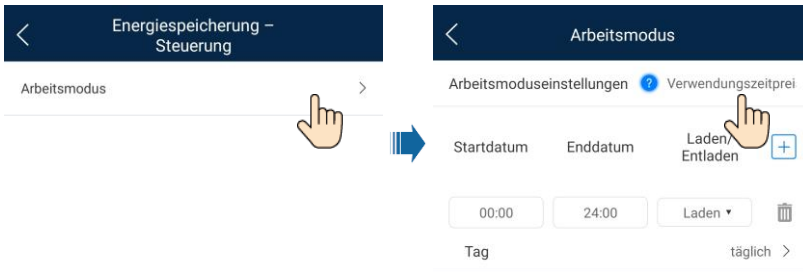 Energiespeicherung –
Steuerung
Arbeitsmodus
Arbeitsmodus
Arbeitsmoduseinstellungen ? Verwendungszeitprei
Startdatum Enddatum Laden/
Entladen
00:00 24:00 Laden
Tag täglich